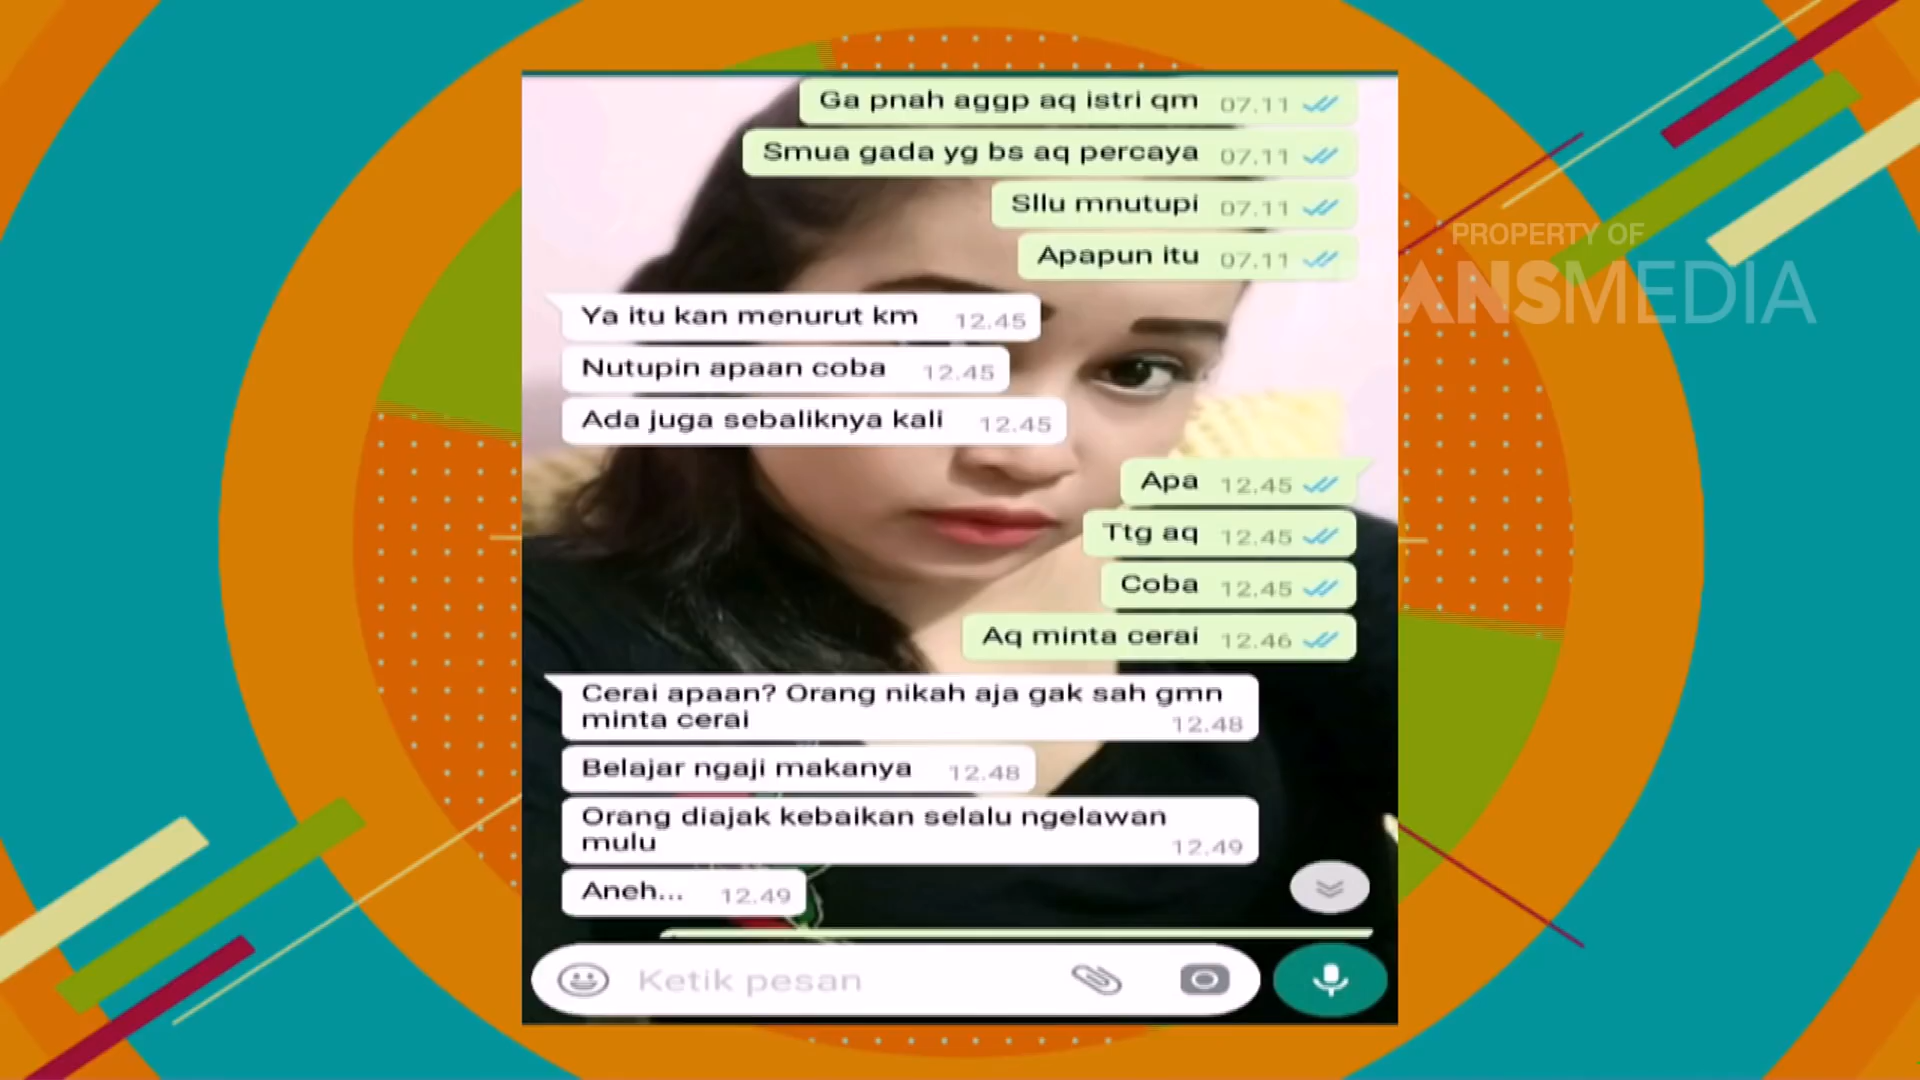 Ga pnah aggp aq istri qm 07.11
Smua gada yg bs aq percaya 07.11
Sllu mnutupi 07.11
Apapun itu 07.11
PROPERTY OF
ANSMEDIA
Ya itu kan menurut km 12.45
Nutupin apaan coba 12.45
Ada juga sebaliknya kali 12.45
Apa 12.45
Ttg aq 12.45
Coba 12.45
Aq minta cerai 12.46
Cerai apaan? Orang nikah aja gak sah gmn
minta cerai 12.48
Belajar ngaji makanya 12.48
Orang diajak kebaikan selalu ngelawan
mulu 12.49
Aneh... 12.49
Ketik pesan